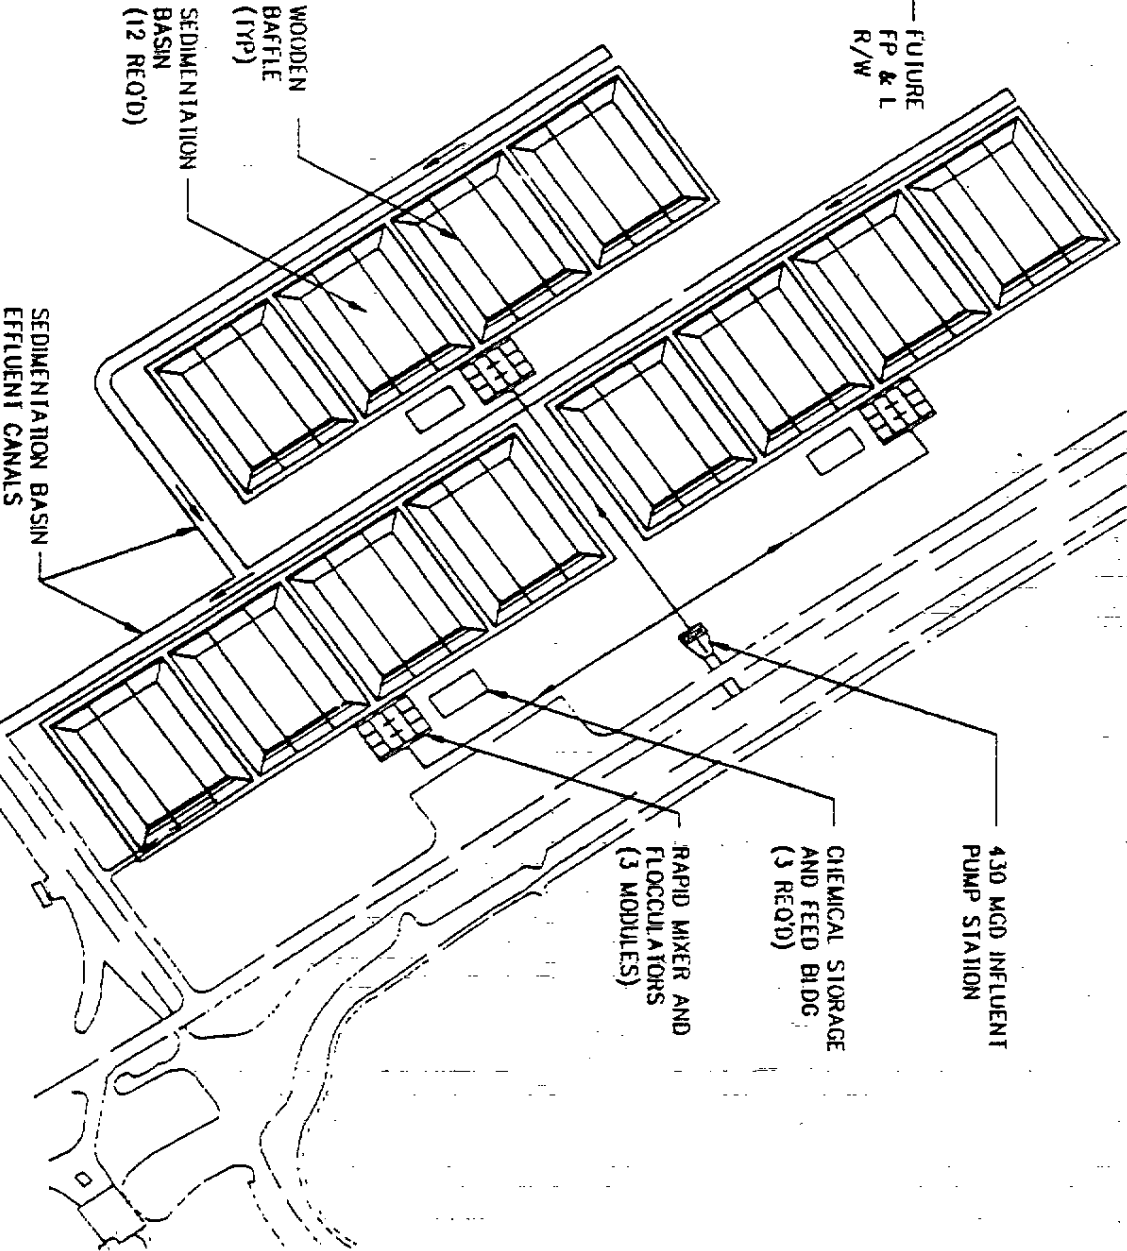 FUTURE
FP & L
R/W
WOODEN
BAFFLE
(TYP)
SEDIMENTATION
BASIN
(12 REQ'D)
SEDIMENTATION BASIN
EFFLUENT CANALS
430 MGD INFLUENT
PUMP STATION
CHEMICAL STORAGE
AND FEED BLDG
(3 REQ'D)
RAPID MIXER AND
FLOCCULATORS
(3 MODULES)